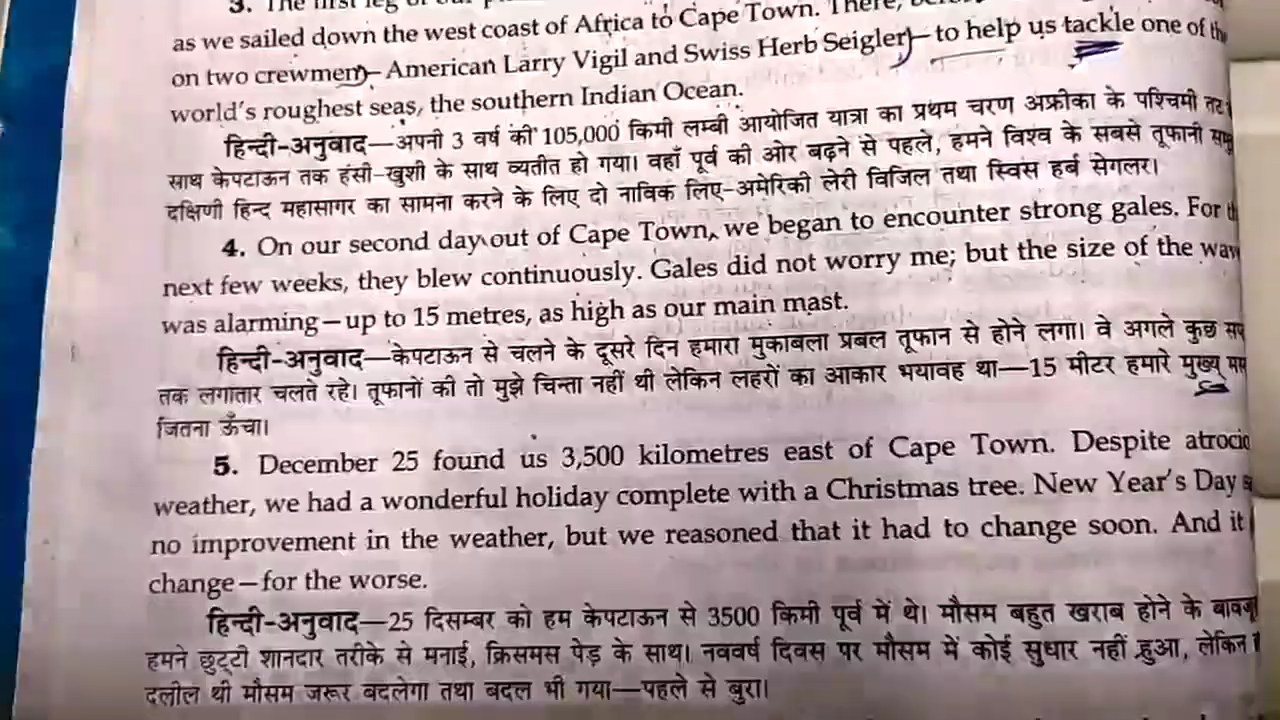 3. The first leg of our
as we sailed down the west coast of Africa to Cape Town. There,
on two crewmen – American Larry Vigil and Swiss Herb Seigler – to help us tackle one of the
world's roughest seas, the southern Indian Ocean.
हिन्दी-अनुवाद—अपनी 3 वर्ष की 105,000 किमी लम्बी आयोजित यात्रा का प्रथम चरण अफ्रीका के पश्चिमी तट
साथ केपटाऊन तक हंसी-खुशी के साथ व्यतीत हो गया। वहाँ पूर्व की ओर बढ़ने से पहले, हमने विश्व के सबसे तूफानी
दक्षिणी हिन्द महासागर का सामना करने के लिए दो नाविक लिए-अमेरिकी लेरी विजिल तथा स्विस हर्ब सेगलर।
4. On our second day out of Cape Town, we began to encounter strong gales. For
next few weeks, they blew continuously. Gales did not worry me; but the size of the
was alarming – up to 15 metres, as high as our main mast.
हिन्दी-अनुवाद—केपटाऊन से चलने के दूसरे दिन हमारा मुकाबला प्रबल तूफान से होने लगा। वे अगले कुछ
तक लगातार चलते रहे। तूफानों की तो मुझे चिन्ता नहीं थी लेकिन लहरों का आकार भयावह था—15 मीटर हमारे मुख्य
जितना ऊँचा।
5. December 25 found us 3,500 kilometres east of Cape Town. Despite
weather, we had a wonderful holiday complete with a Christmas tree. New Year's Day
no improvement in the weather, but we reasoned that it had to change soon. And it
change – for the worse.
हिन्दी-अनुवाद—25 दिसम्बर को हम केपटाऊन से 3500 किमी पूर्व में थे। मौसम बहुत खराब होने के
हमने छुट्टी शानदार तरीके से मनाई, क्रिसमस पेड़ के साथ। नववर्ष दिवस पर मौसम में कोई सुधार नहीं हुआ, लेकिन
दलील थी मौसम जरूर बदलेगा तथा बदल भी गया—पहले से बुरा।